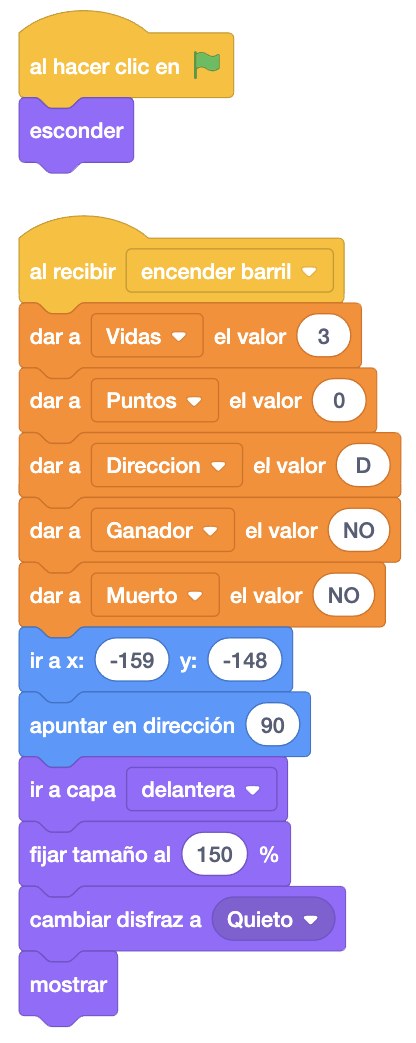 al hacer clic en
esconder
al recibir encender barril
dar a Vidas el valor 3
dar a Puntos el valor 0
dar a Direccion el valor D
dar a Ganador el valor NO
dar a Muerto el valor NO
ir a x: -159 y: -148
apuntar en dirección 90
ir a capa delantera
fijar tamaño al 150 %
cambiar disfraz a Quieto
mostrar